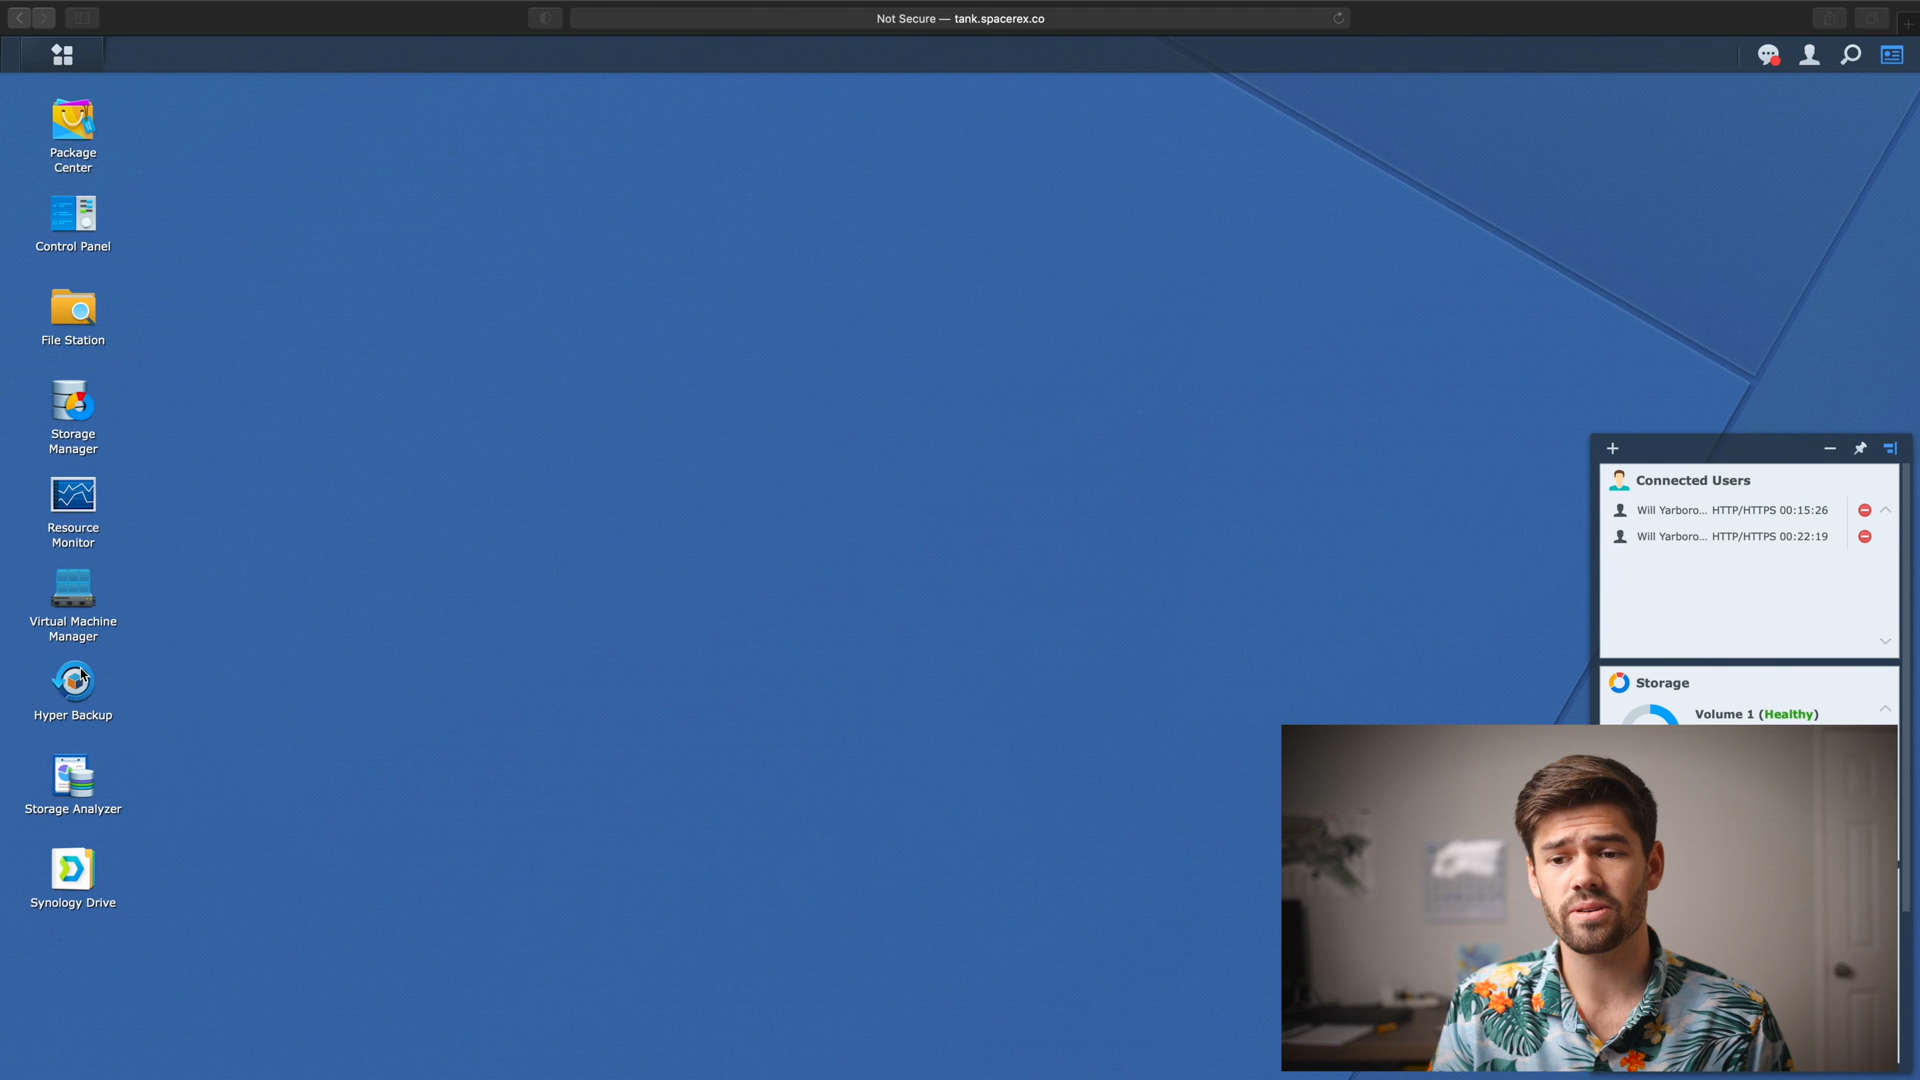 Not Secure — tank.spacerex.co
Package
Center
Control Panel
File Station
Storage
Manager
Resource
Monitor
Virtual Machine
Manager
Hyper Backup
Storage Analyzer
Synology Drive
Connected Users
Will Yarboro... HTTP/HTTPS 00:15:26
Will Yarboro... HTTP/HTTPS 00:22:19
Storage
Volume 1 (Healthy)